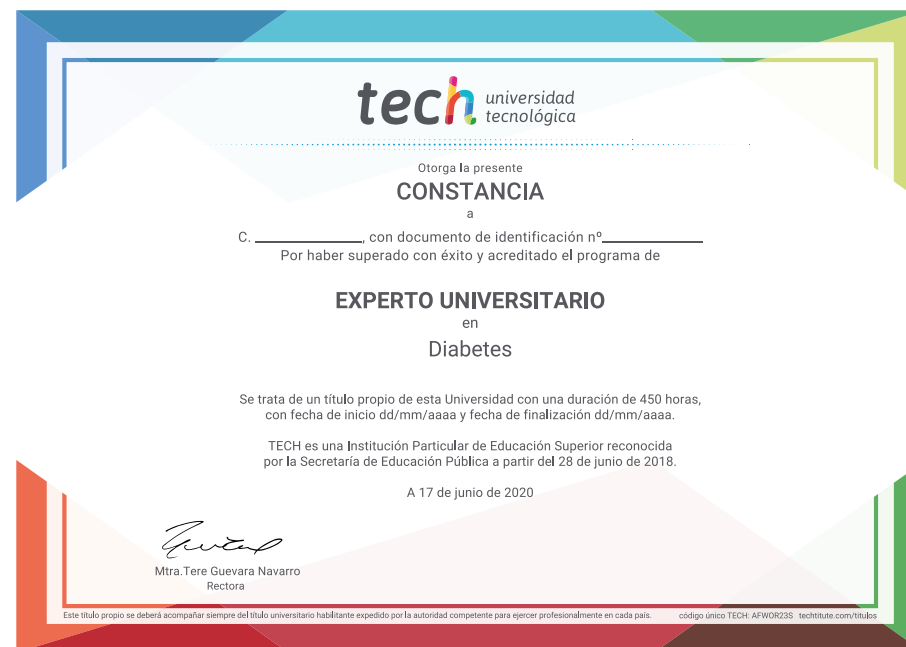 tech universidad
tecnológica
Otorga la presente
CONSTANCIA
a
C. ____________, con documento de identificación nº____________
Por haber superado con éxito y acreditado el programa de
EXPERTO UNIVERSITARIO
en
Diabetes
Se trata de un título propio de esta Universidad con una duración de 450 horas,
con fecha de inicio dd/mm/aaaa y fecha de finalización dd/mm/aaaa.
TECH es una Institución Particular de Educación Superior reconocida
por la Secretaría de Educación Pública a partir del 28 de junio de 2018.
A 17 de junio de 2020
Mtra.Tere Guevara Navarro
Rectora
Este título propio se deberá acompañar siempre del título universitario habilitante expedido por la autoridad competente para ejercer profesionalmente en cada país. código único TECH: AFWOR23S techtitute.com/titulos